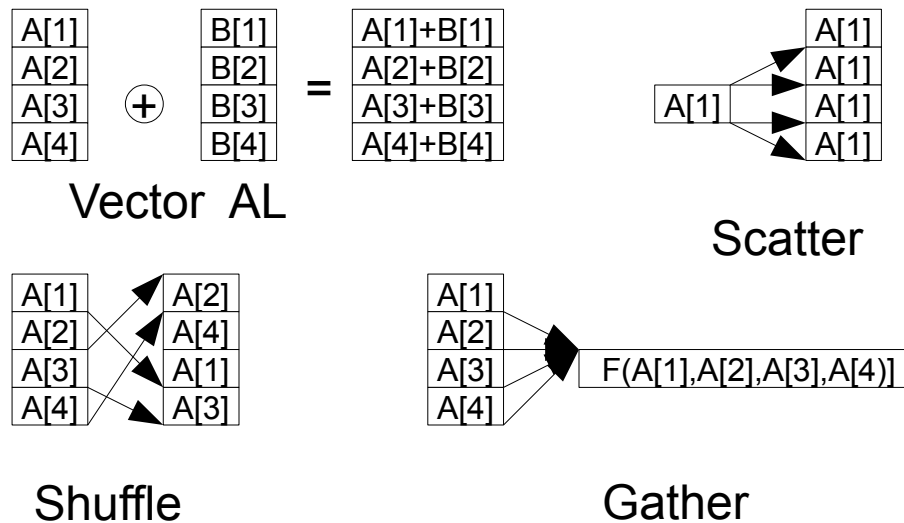 A[1] B[1] A[1]+B[1]
A[2] B[2] A[2]+B[2]
A[3] + B[3] = A[3]+B[3]
A[4] B[4] A[4]+B[4]
Vector AL
A[1]
A[1]
A[1] A[1]
A[1]
Scatter
A[1] A[2]
A[2] A[4]
A[3] A[1]
A[4] A[3]
Shuffle
A[1]
A[2]
A[3] F(A[1],A[2],A[3],A(4)]
A[4]
Gather